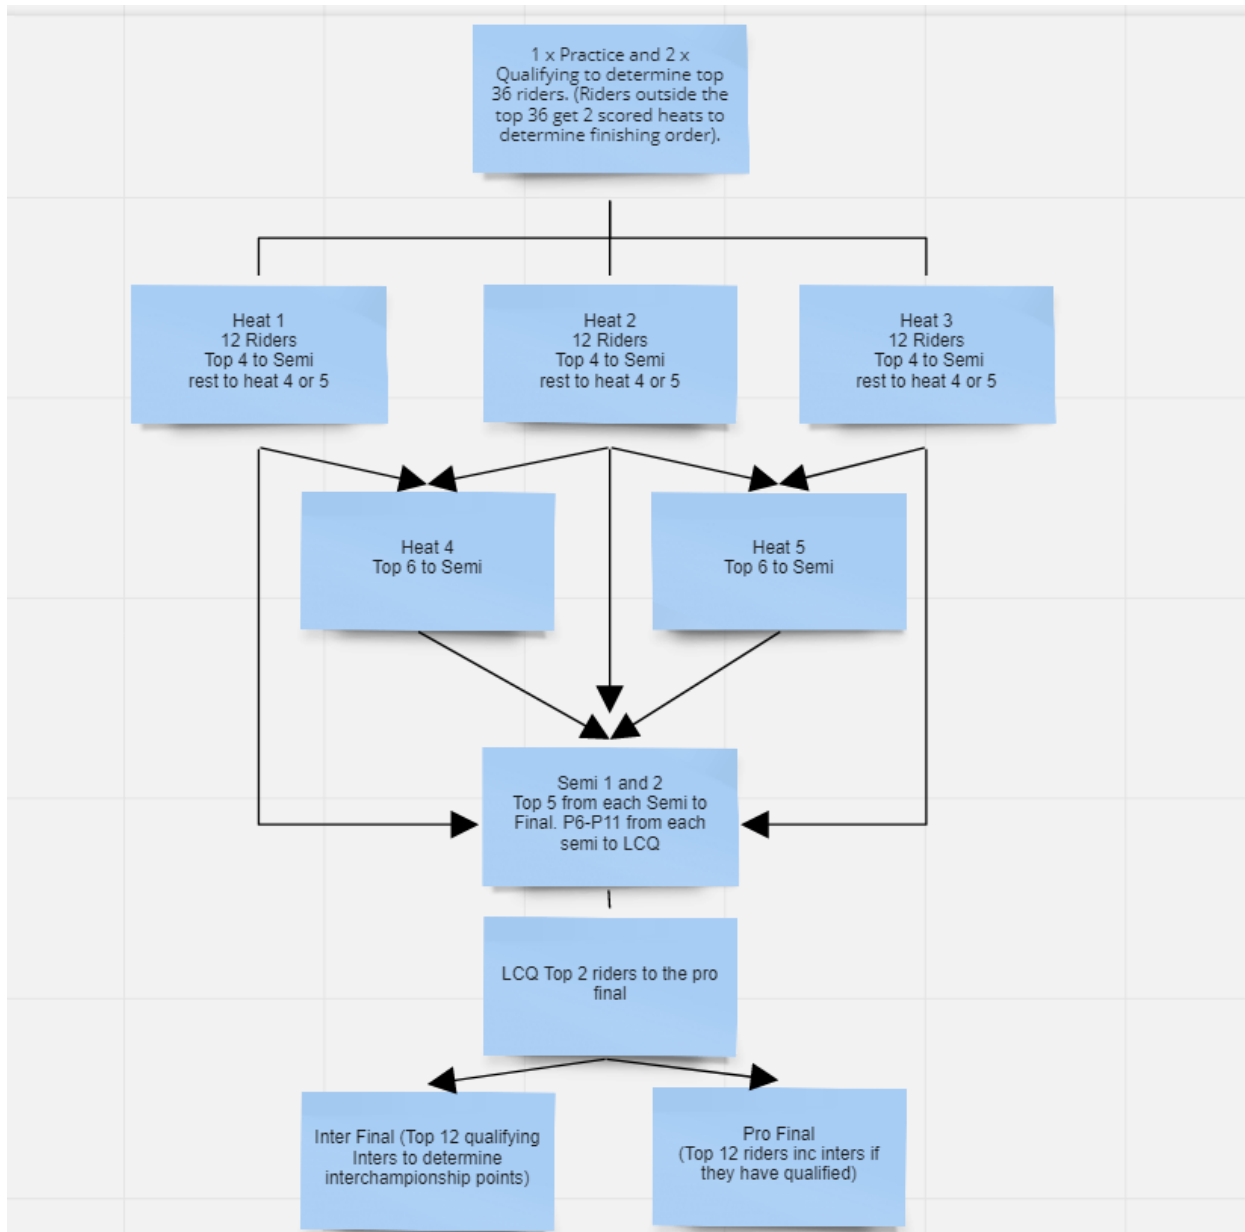 1 x Practice and 2 x
Qualifying to determine top
36 riders. (Riders outside the
top 36 get 2 scored heats to
determine finishing order).
Heat 1
12 Riders
Top 4 to Semi
rest to heat 4 or 5
Heat 2
12 Riders
Top 4 to Semi
rest to heat 4 or 5
Heat 3
12 Riders
Top 4 to Semi
rest to heat 4 or 5
Heat 4
Top 6 to Semi
Heat 5
Top 6 to Semi
Semi 1 and 2
Top 5 from each Semi to
Final. P6-P11 from each
semi to LCQ
LCQ Top 2 riders to the pro
final
Inter Final (Top 12 qualifying
Inters to determine
interchampionship points)
Pro Final
(Top 12 riders inc inters if
they have qualified)